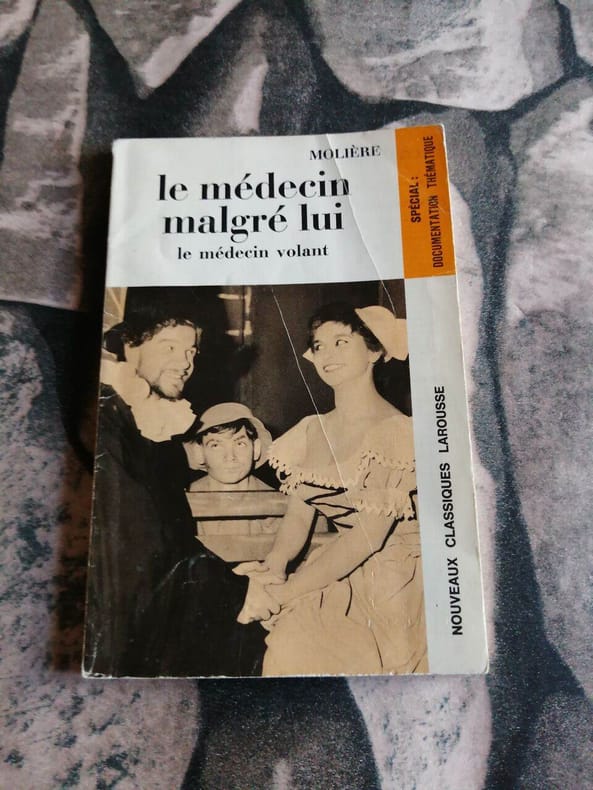 MOLIÈRE
le médecin
malgré lui
le médecin volant
SPÉCIAL:
DOCUMENTATION THÉMATIQUE
NOUVEAUX CLASSIQUES LAROUSSE